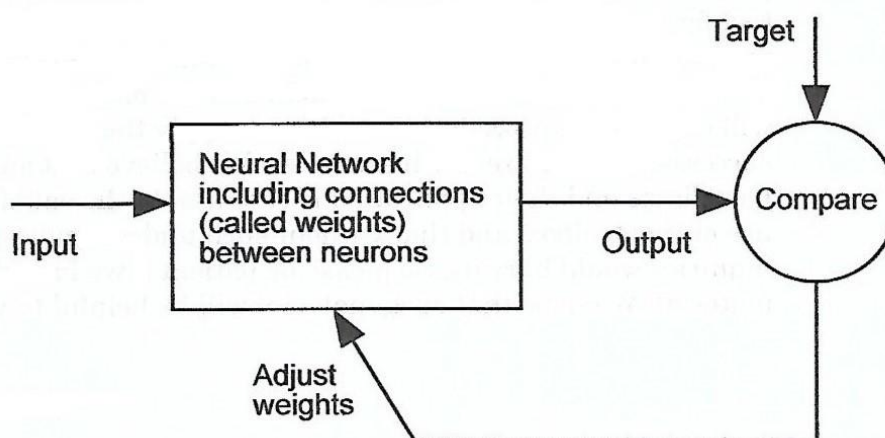 Target
Neural Network
including connections
(called weights)
between neurons
Compare
Input
Output
Adjust
weights